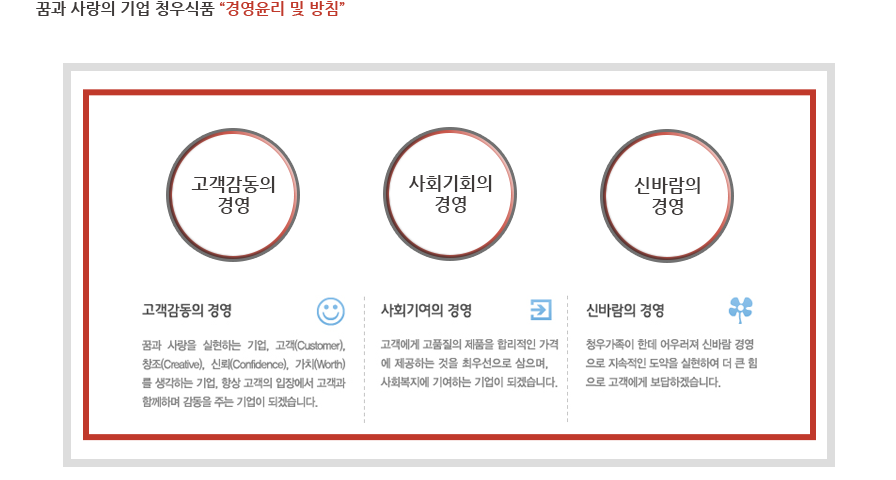 꿈과 사랑의 기업 청우식품 “경영윤리 및 방침”
고객감동의
경영
사회기회의
경영
신바람의
경영
고객감동의 경영
꿈과 사랑을 실현하는 기업, 고객(Customer),
창조(Creative), 신뢰(Confidence), 가치(Worth)
를 생각하는 기업, 항상 고객의 입장에서 고객과
함께하며 감동을 주는 기업이 되겠습니다.
사회기여의 경영
고객에게 고품질의 제품을 합리적인 가격
에 제공하는 것을 최우선으로 삼으며,
사회복지에 기여하는 기업이 되겠습니다.
신바람의 경영
청우가족이 한데 어우러져 신바람 경영
으로 지속적인 도약을 실현하여 더 큰 힘
으로 고객에게 보답하겠습니다.